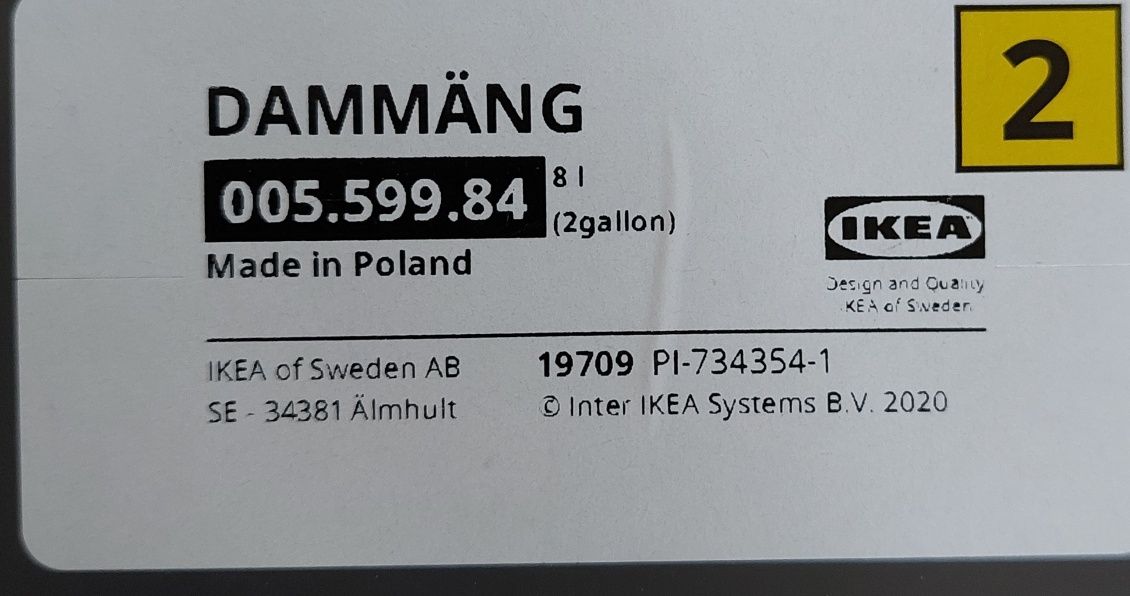 2
DAMMÄNG
005.599.84
8 l
(2gallon)
Made in Poland
IKEA
Design and Quality
IKEA of Sweden
IKEA of Sweden AB
SE - 34381 Älmhult
19709 PI-734354-1
© Inter IKEA Systems B.V. 2020